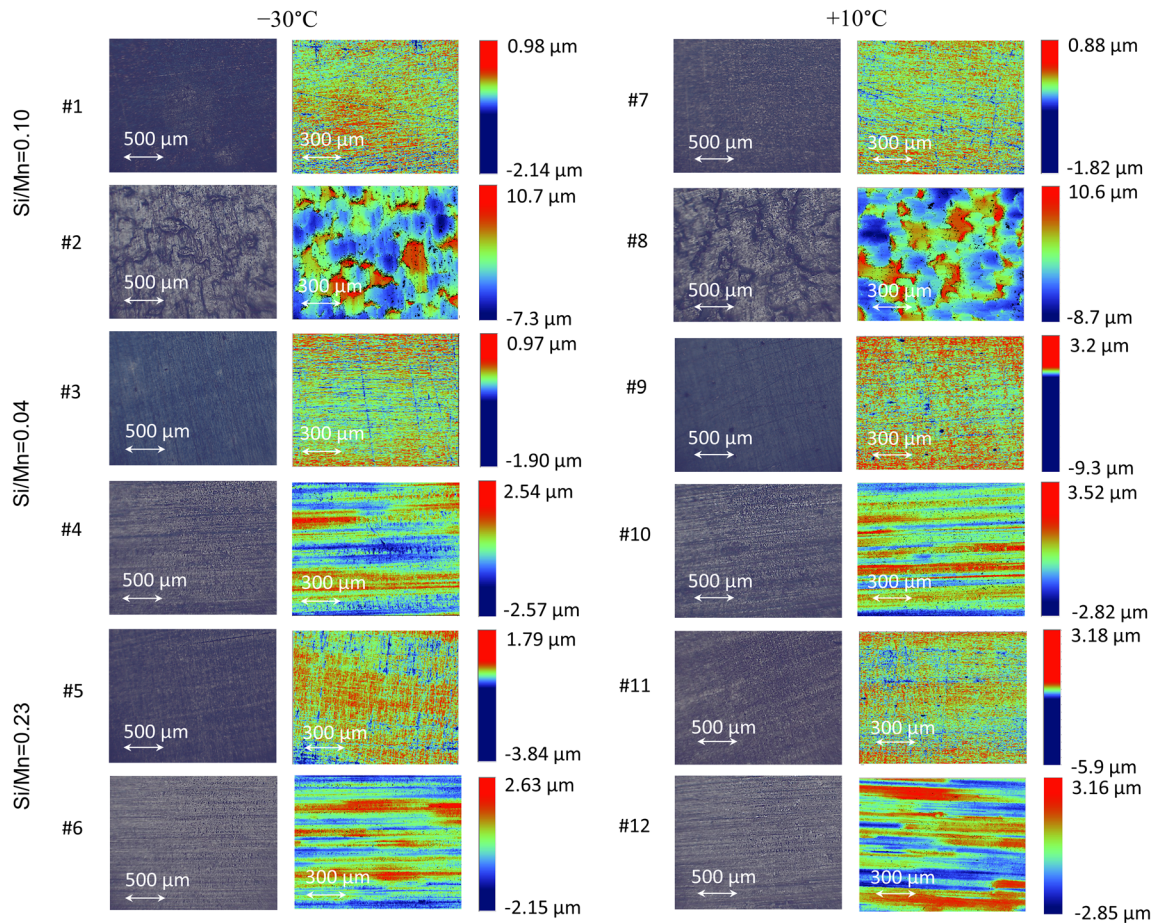 −30°C +10°C
Si/Mn=0.10
#1 500 µm 300 µm 0.98 µm -2.14 µm
#7 500 µm 300 µm 0.88 µm -1.82 µm
#2 500 µm 300 µm 10.7 µm -7.3 µm
#8 500 µm 300 µm 10.6 µm -8.7 µm
Si/Mn=0.04
#3 500 µm 300 µm 0.97 µm -1.90 µm
#9 500 µm 300 µm 3.2 µm -9.3 µm
#4 500 µm 300 µm 2.54 µm -2.57 µm
#10 500 µm 300 µm 3.52 µm -2.82 µm
Si/Mn=0.23
#5 500 µm 300 µm 1.79 µm -3.84 µm
#11 500 µm 300 µm 3.18 µm -5.9 µm
#6 500 µm 300 µm 2.63 µm -2.15 µm
#12 500 µm 300 µm 3.16 µm -2.85 µm